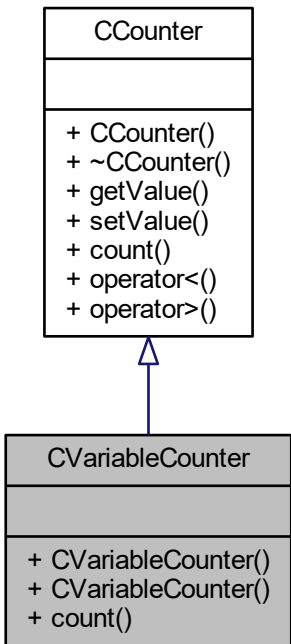 CCounter
+ CCounter()
+ ~CCounter()
+ getValue()
+ setValue()
+ count()
+ operator<()
+ operator>()
CVariableCounter
+ CVariableCounter()
+ CVariableCounter()
+ count()